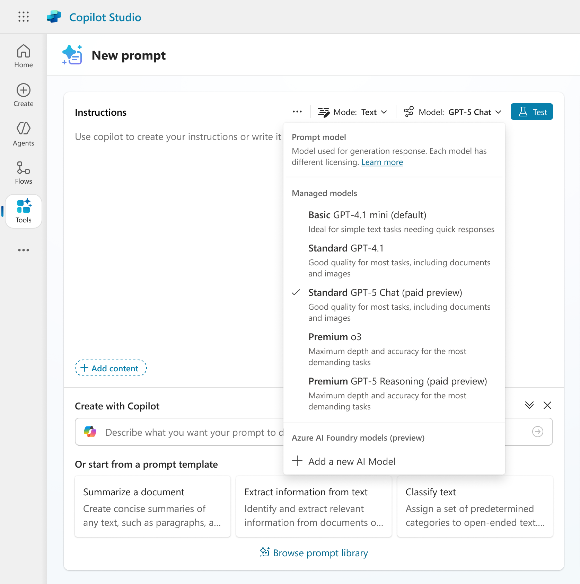 Copilot Studio
Home
Create
Agents
Flows
Tools
New prompt
Instructions
Mode: Text
Model: GPT-5 Chat
Test
Use copilot to create your instructions or write it
Prompt model
Model used for generation response. Each model has
different licensing. Learn more
Managed models
Basic GPT-4.1 mini (default)
Ideal for simple text tasks needing quick responses
Standard GPT-4.1
Good quality for most tasks, including documents
and images
Standard GPT-5 Chat (paid preview)
Good quality for most tasks, including documents
and images
Premium o3
Maximum depth and accuracy for the most
demanding tasks
Premium GPT-5 Reasoning (paid preview)
Maximum depth and accuracy for the most
demanding tasks
Azure AI Foundry models (preview)
Add a new AI Model
Add content
Create with Copilot
Describe what you want your prompt to d
Or start from a prompt template
Summarize a document
Create concise summaries of
any text, such as paragraphs, a...
Extract information from text
Identify and extract relevant
information from documents o...
Classify text
Assign a set of predetermined
categories to open-ended text....
Browse prompt library